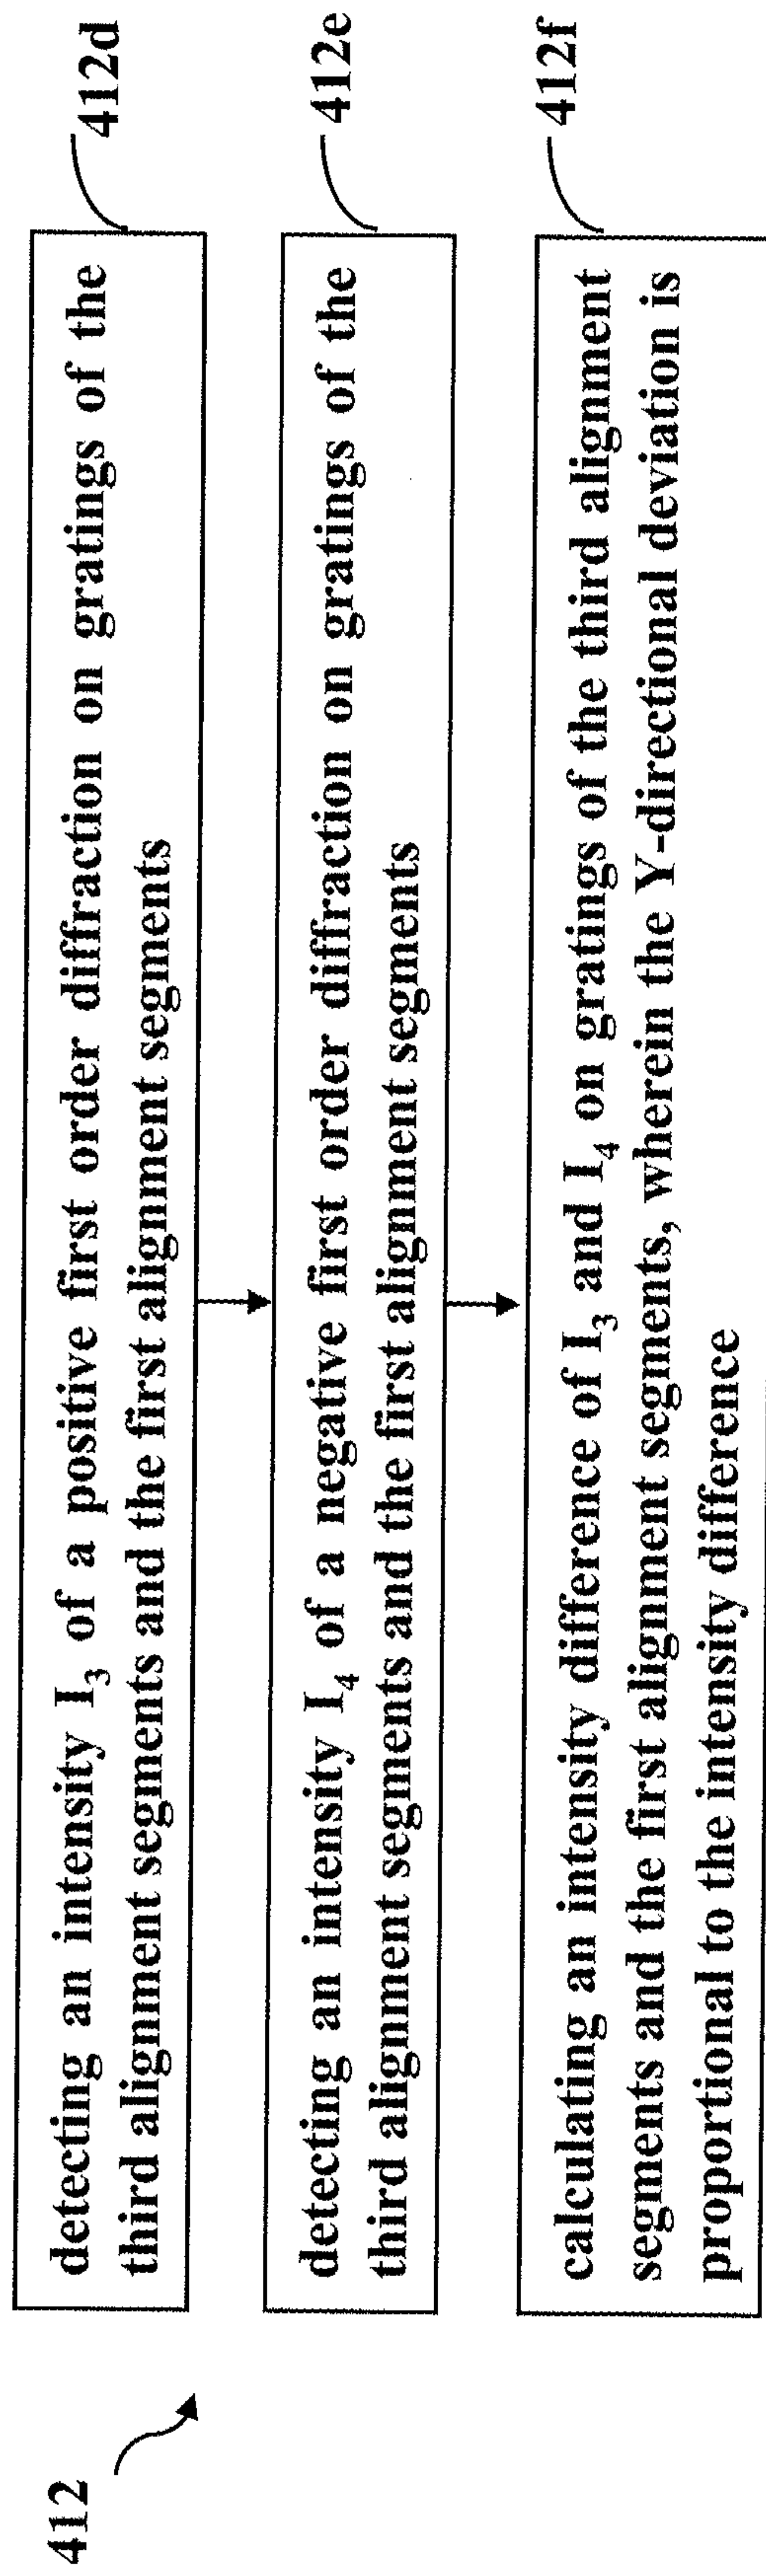 412
detecting an intensity I₃ of a positive first order diffraction on gratings of the
third alignment segments and the first alignment segments
412d
detecting an intensity I₄ of a negative first order diffraction on gratings of the
third alignment segments and the first alignment segments
412e
calculating an intensity difference of I₃ and I₄ on gratings of the third alignment
segments and the first alignment segments, wherein the Y-directional deviation is
proportional to the intensity difference
412f